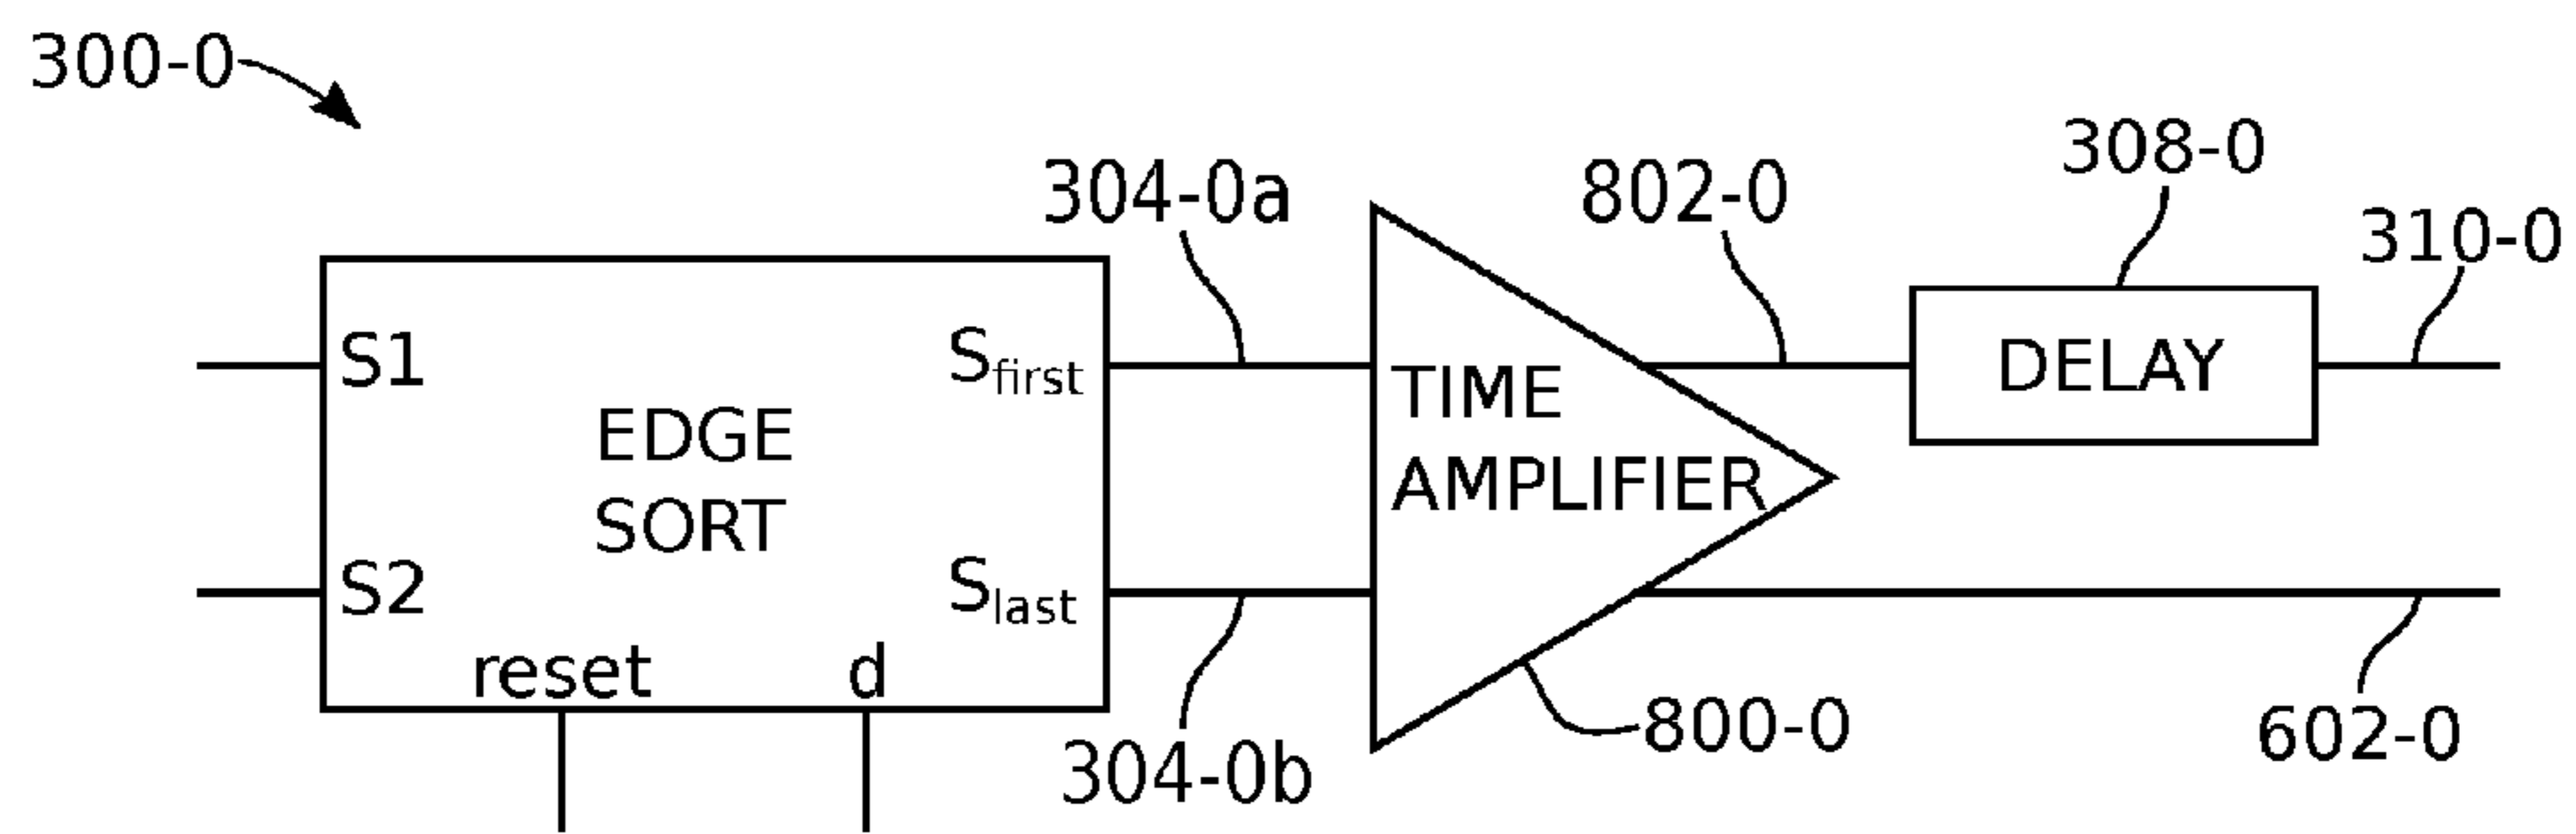 300-0
304-0a
802-0
308-0
310-0
S1
S2
EDGE
SORT
Sfirst
Slast
reset
d
TIME
AMPLIFIER
DELAY
304-0b
800-0
602-0